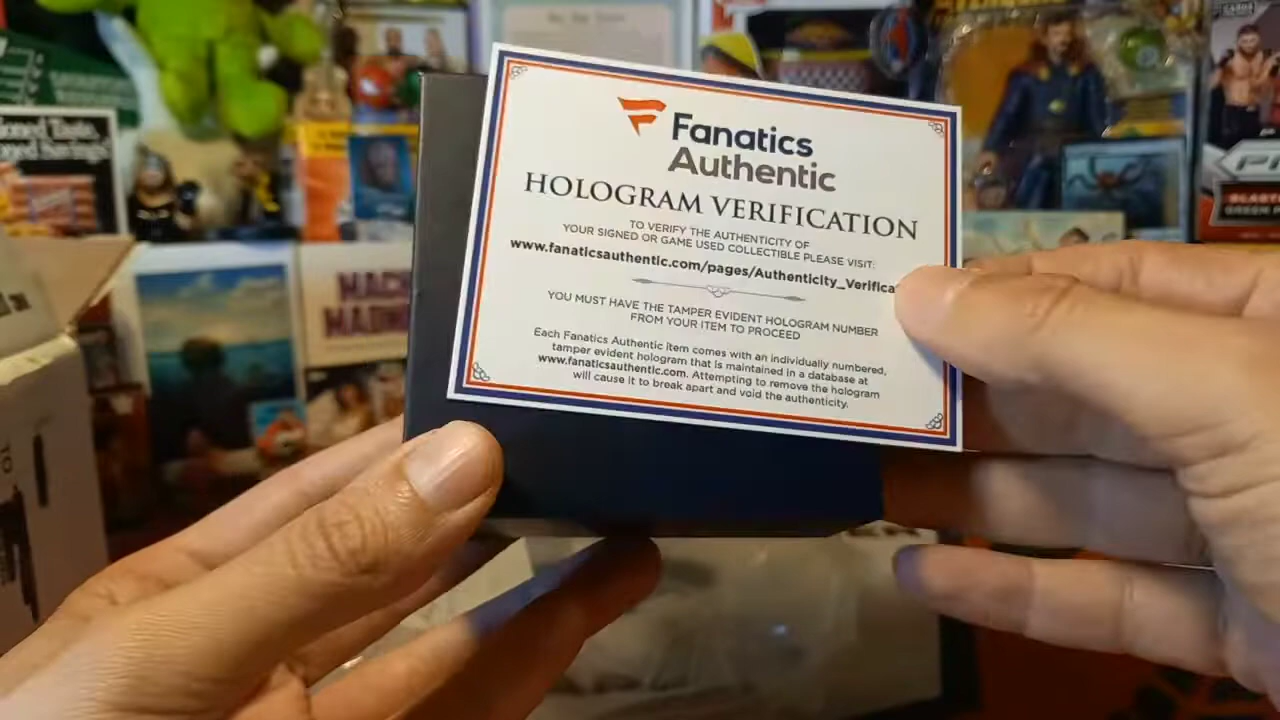 Fanatics
Authentic
HOLOGRAM VERIFICATION
TO VERIFY THE AUTHENTICITY OF
YOUR SIGNED OR GAME USED COLLECTIBLE PLEASE VISIT:
www.fanaticsauthentic.com/pages/Authenticity_Verifica
YOU MUST HAVE THE TAMPER EVIDENT HOLOGRAM NUMBER
FROM YOUR ITEM TO PROCEED
Each Fanatics Authentic item comes with an individually numbered,
tamper evident hologram that is maintained in a database at
www.fanaticsauthentic.com. Attempting to remove the hologram
will cause it to break apart and void the authenticity.